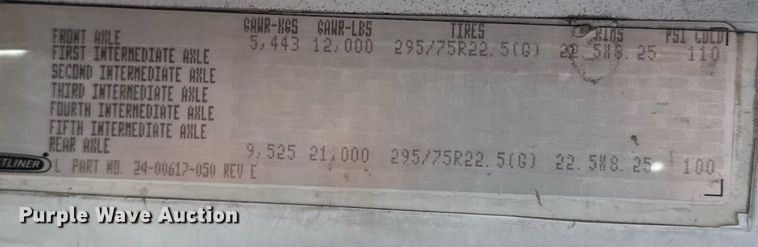 GAWR-KGS GAWR-LBS TIRES RIMS PSI COLD
FRONT AXLE 5,443 12,000 295/75R22.5(G) 22.5X8.25 110
FIRST INTERMEDIATE AXLE
SECOND INTERMEDIATE AXLE
THIRD INTERMEDIATE AXLE
FOURTH INTERMEDIATE AXLE
FIFTH INTERMEDIATE AXLE
REAR AXLE 9,525 21,000 295/75R22.5(G) 22.5X8.25 100
TLINER
L PART NO. 24-00617-050 REV E
Purple Wave Auction